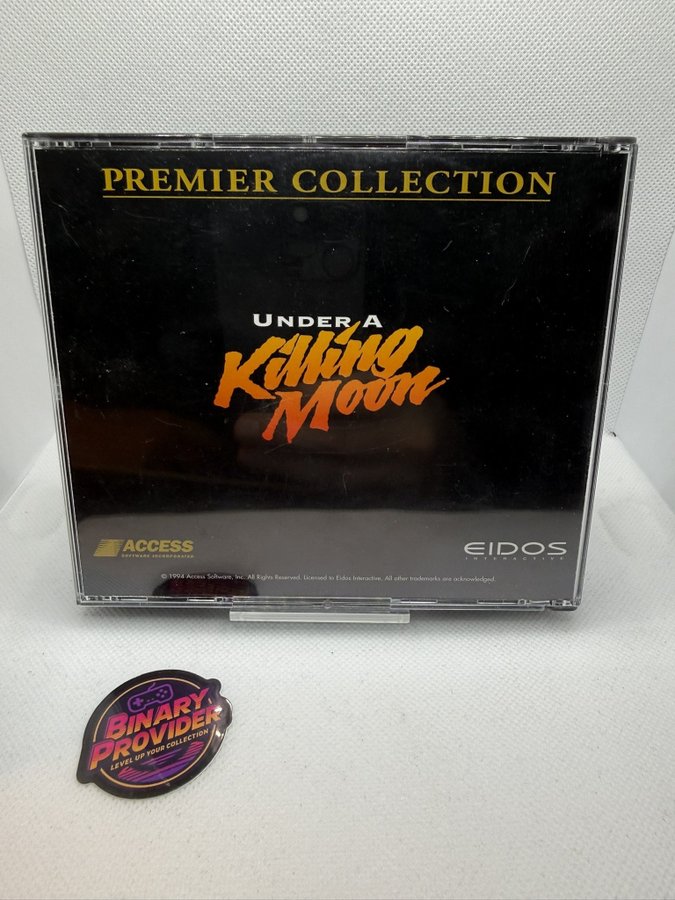 PREMIER COLLECTION
UNDER A
Killing
Moon
ACCESS
SOFTWARE INCORPORATED
EIDOS
INTERACTIVE
© 1994 Access Software, Inc. All Rights Reserved. Licensed to Eidos Interactive. All other trademarks are acknowledged.
BINARY
PROVIDER
LEVEL UP YOUR COLLECTION